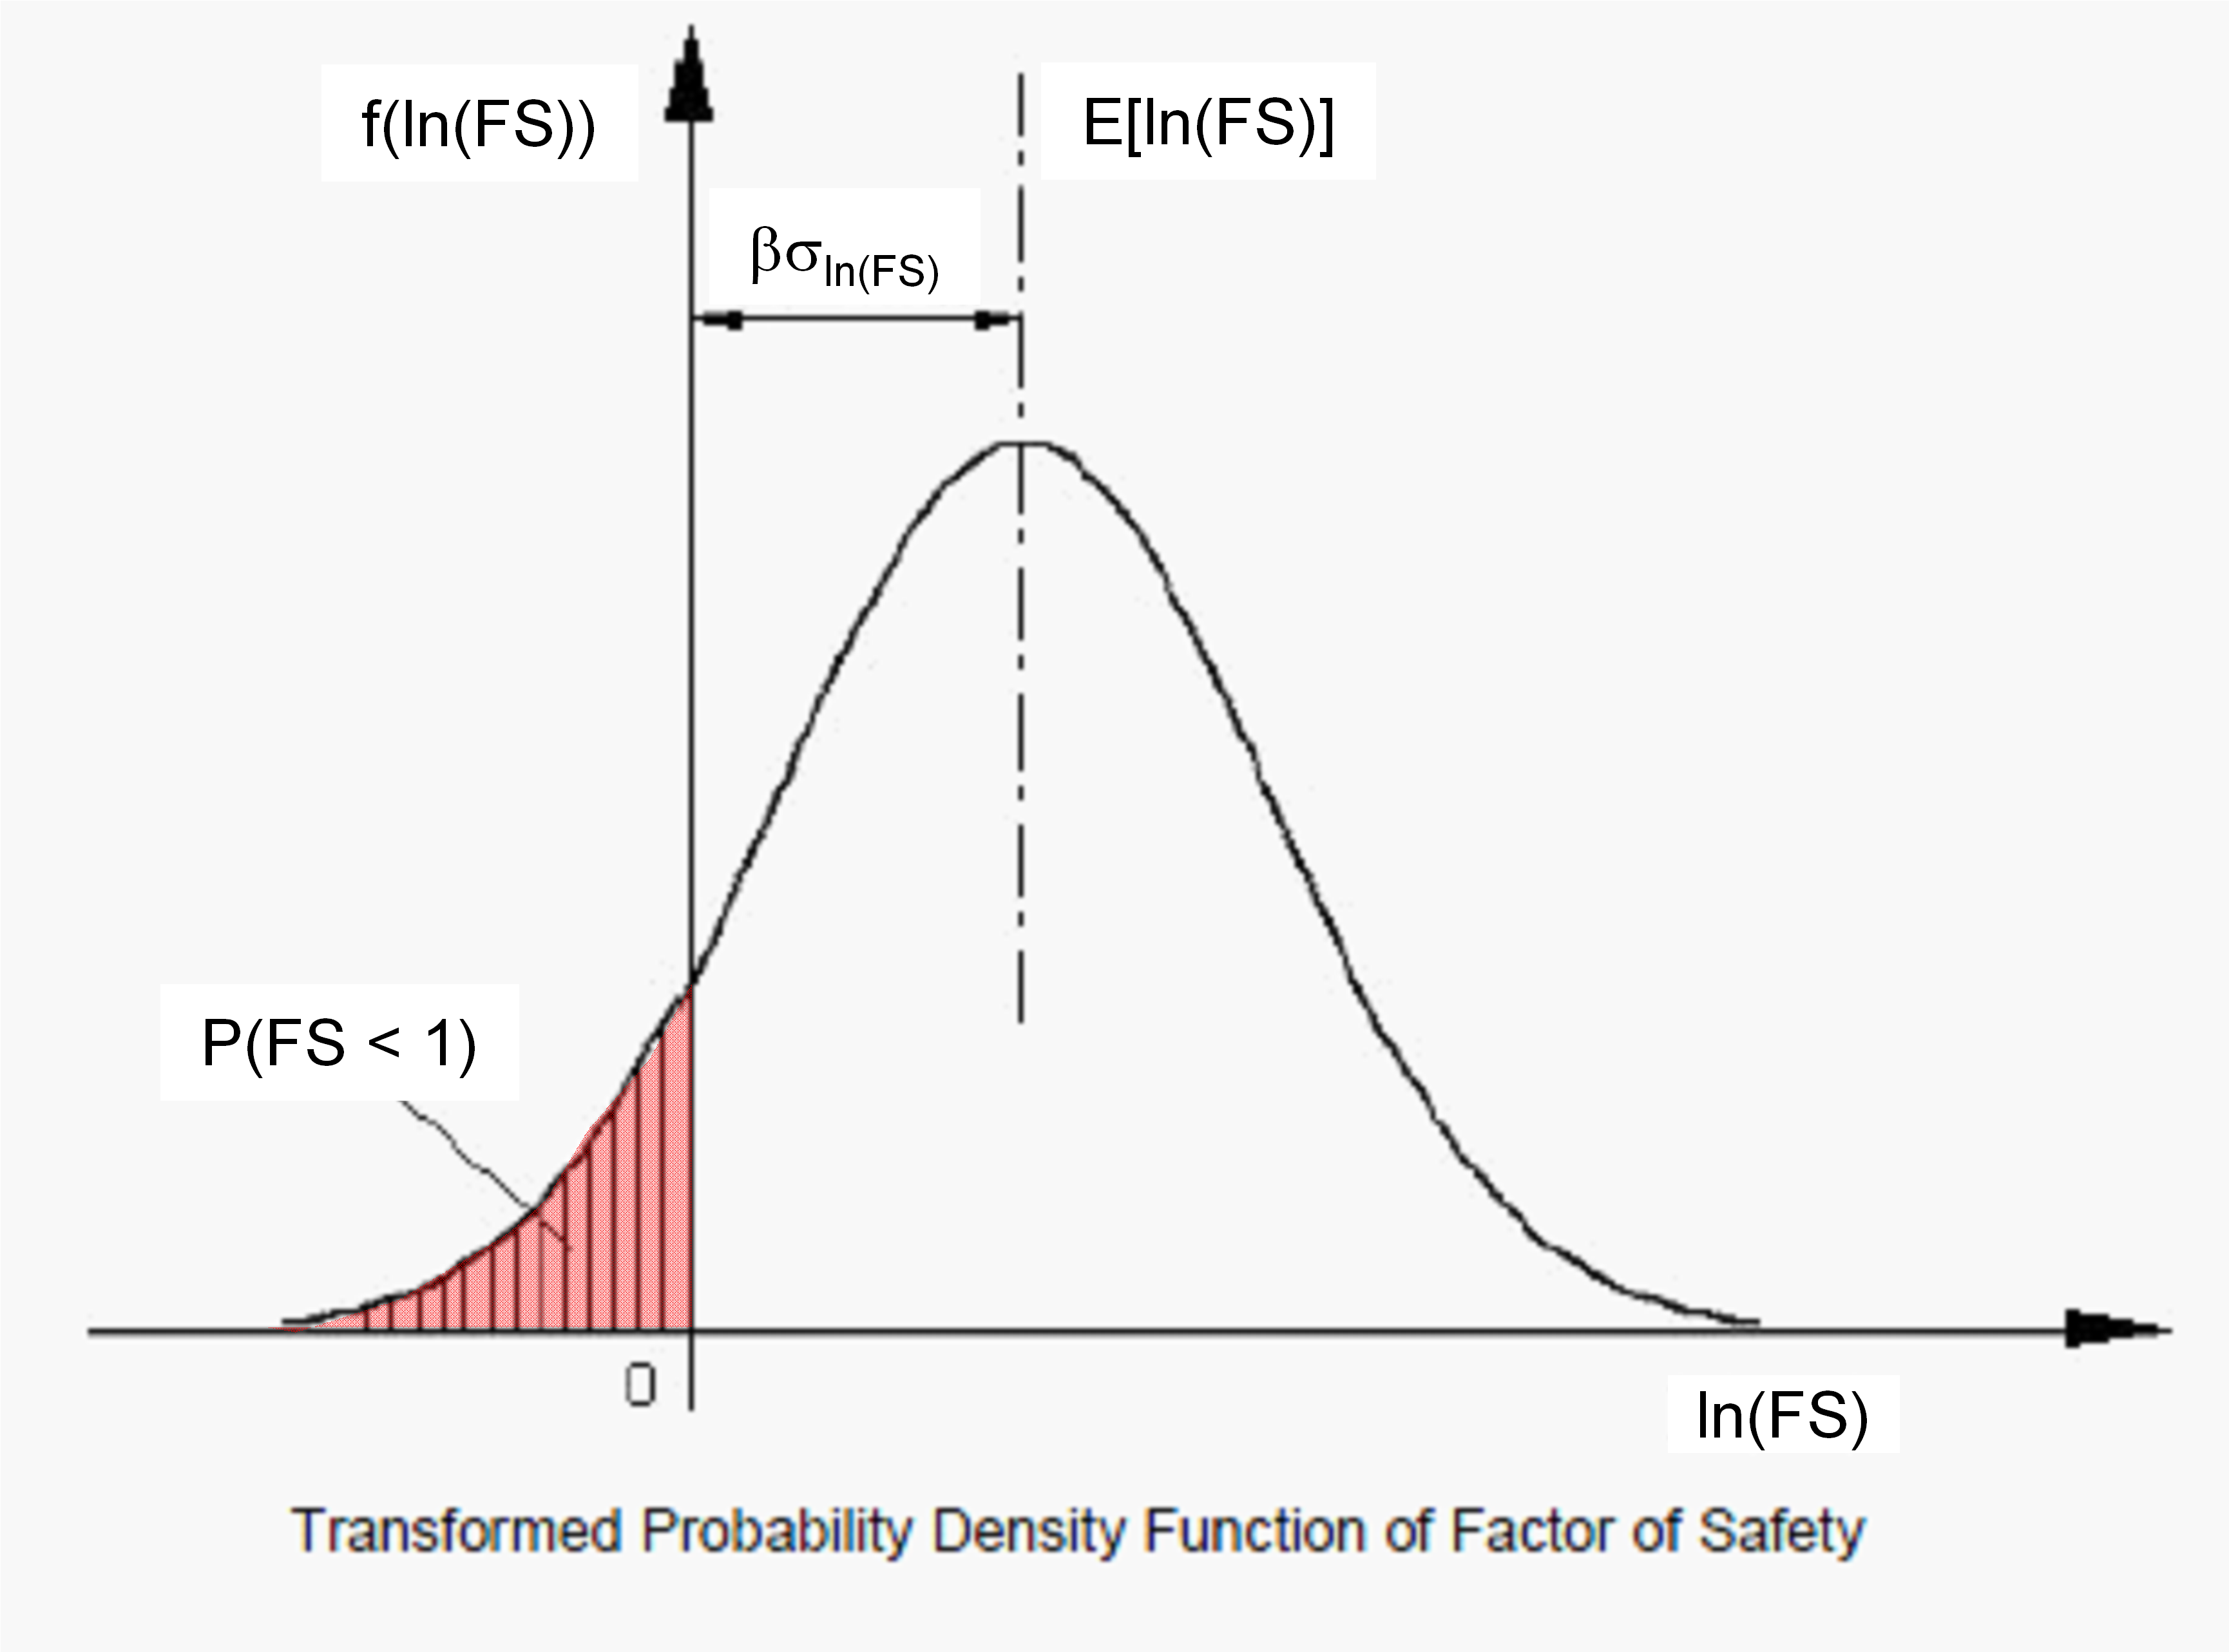 f(ln(FS))
E[ln(FS)]
βσln(FS)
P(FS < 1)
0
ln(FS)
Transformed Probability Density Function of Factor of Safety